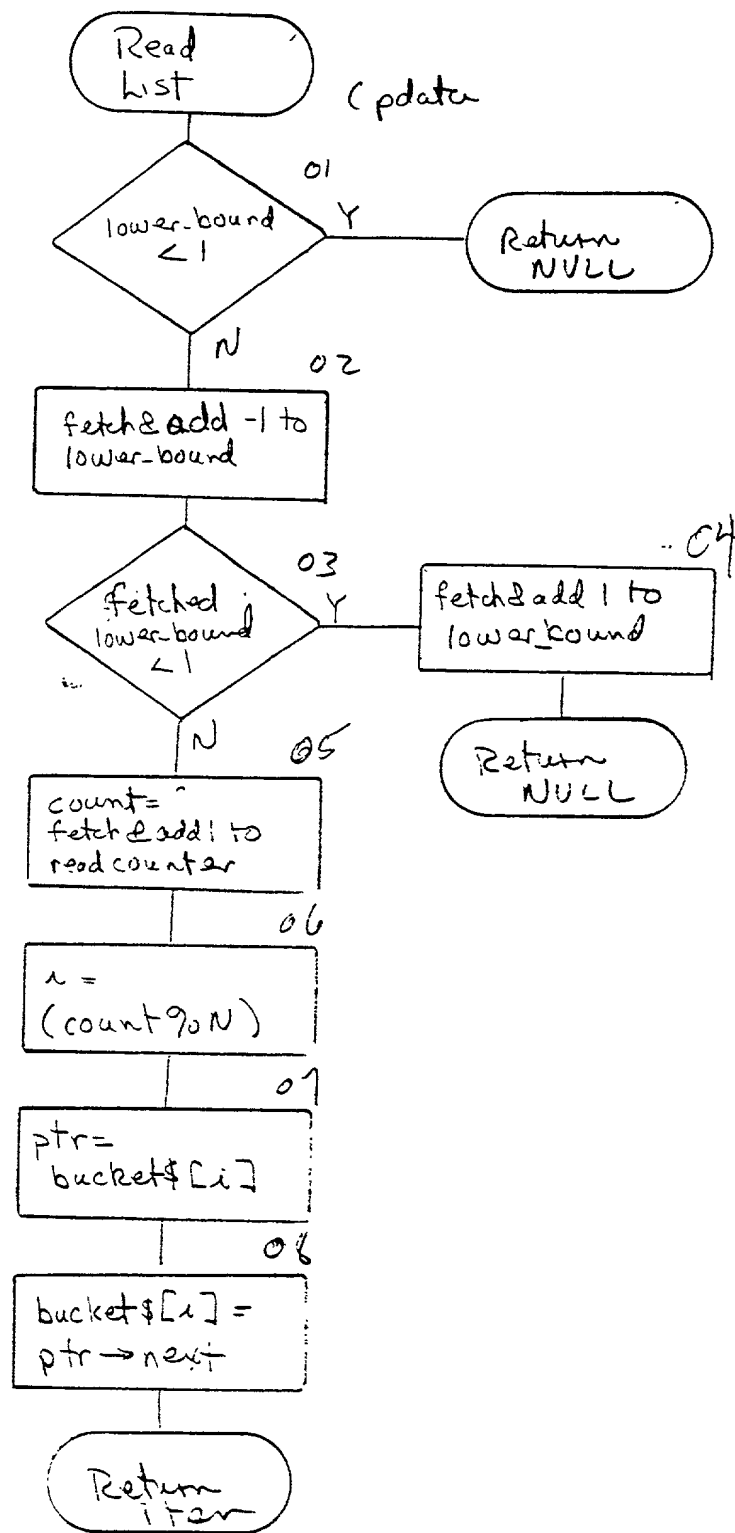 Read
List
(pdata
01
lower_bound
< 1
Y
Return
NULL
N
02
fetch & add -1 to
lower_bound
03
fetched
lower_bound
< 1
Y
04
fetch & add 1 to
lower_bound
Return
NULL
N
05
count=
fetch & add 1 to
read counter
06
i =
(count % N)
07
ptr=
bucket$[i]
08
bucket$[i] =
ptr → next
Return
item